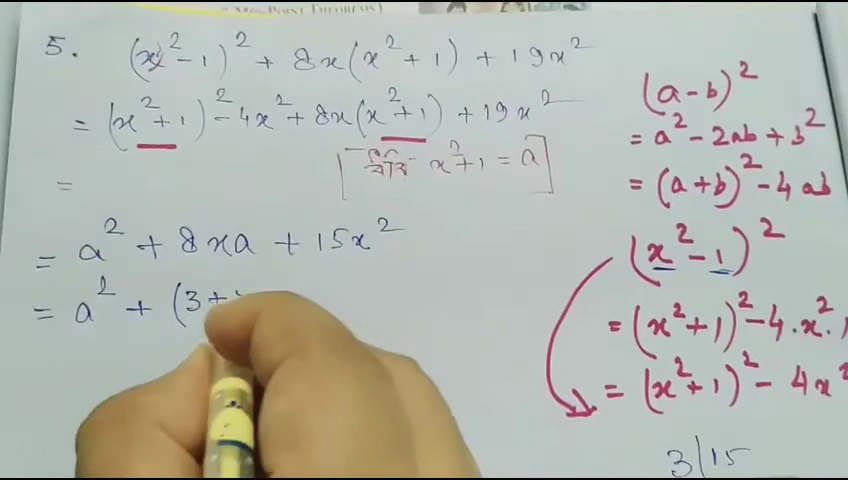 5. (x² - 1)² + 8x(x² + 1) + 19x²
= (x² + 1)² - 4x² + 8x(x² + 1) + 19x²
[ধরি x² + 1 = a]
=
= a² + 8xa + 15x²
= a² + (3 +
(a - b)²
= a² - 2ab + b²
= (a + b)² - 4ab
(x² - 1)²
= (x² + 1)² - 4 . x² . 1
= (x² + 1)² - 4x²
3|15